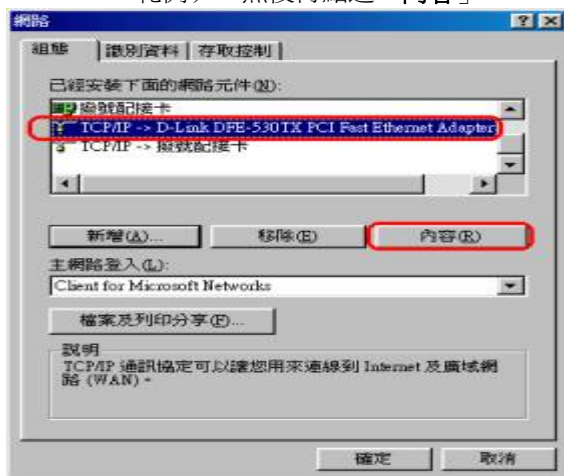 網路
組態 識別資料 存取控制
已經安裝下面的網路元件(N):
撥號配接卡
TCP/IP -> D-Link DFE-530TX PCI Fast Ethernet Adapter
TCP/IP -> 撥號配接卡
新增(A)... 移除(E) 內容(R)
主網路登入(L):
Client for Microsoft Networks
檔案及列印分享(F)...
說明
TCP/IP 通訊協定可以讓您用來連線到 Internet 及廣域網
路 (WAN)。
確定 取消